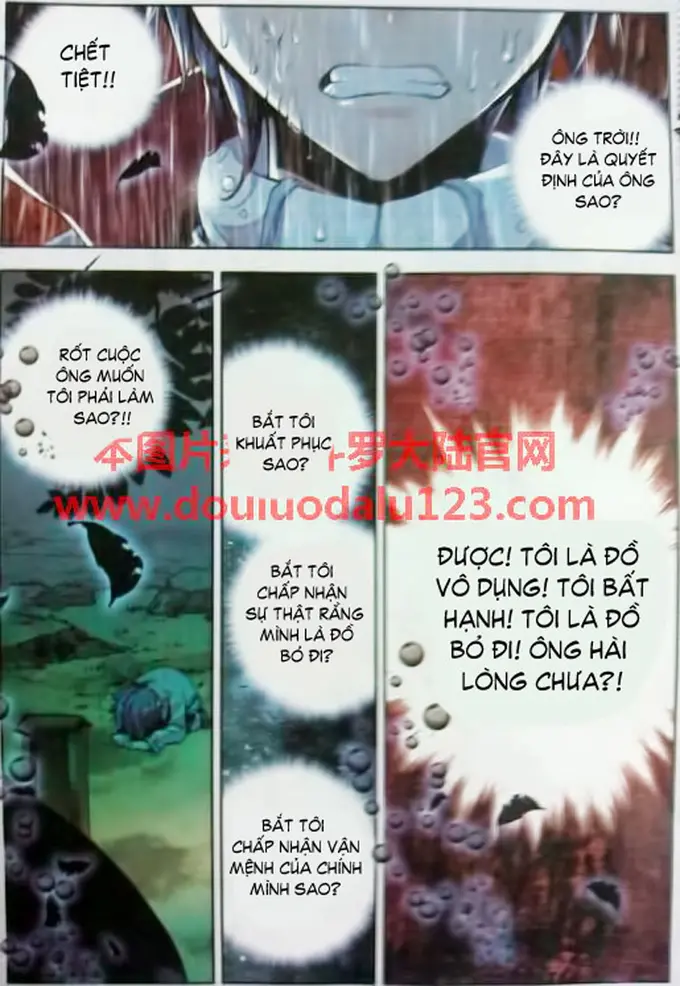 CHẾT
TIỆT!!
ÔNG TRỜI!!
ĐÂY LÀ QUYẾT
ĐỊNH CỦA ÔNG
SAO?
RỐT CUỘC
ÔNG MUỐN
TÔI PHẢI LÀM
SAO?!!
BẮT TÔI
KHUẤT PHỤC
SAO?
本图片 罗大陆官网
www.douluodalu123.com
BẮT TÔI
CHẤP NHẬN
SỰ THẬT RẰNG
MÌNH LÀ ĐỒ
BỎ ĐI?
ĐƯỢC! TÔI LÀ ĐỒ
VÔ DỤNG! TÔI BẤT
HẠNH! TÔI LÀ ĐỒ
BỎ ĐI! ÔNG HÀI
LÒNG CHƯA?!
BẮT TÔI
CHẤP NHẬN VẬN
MỆNH CỦA CHÍNH
MÌNH SAO?